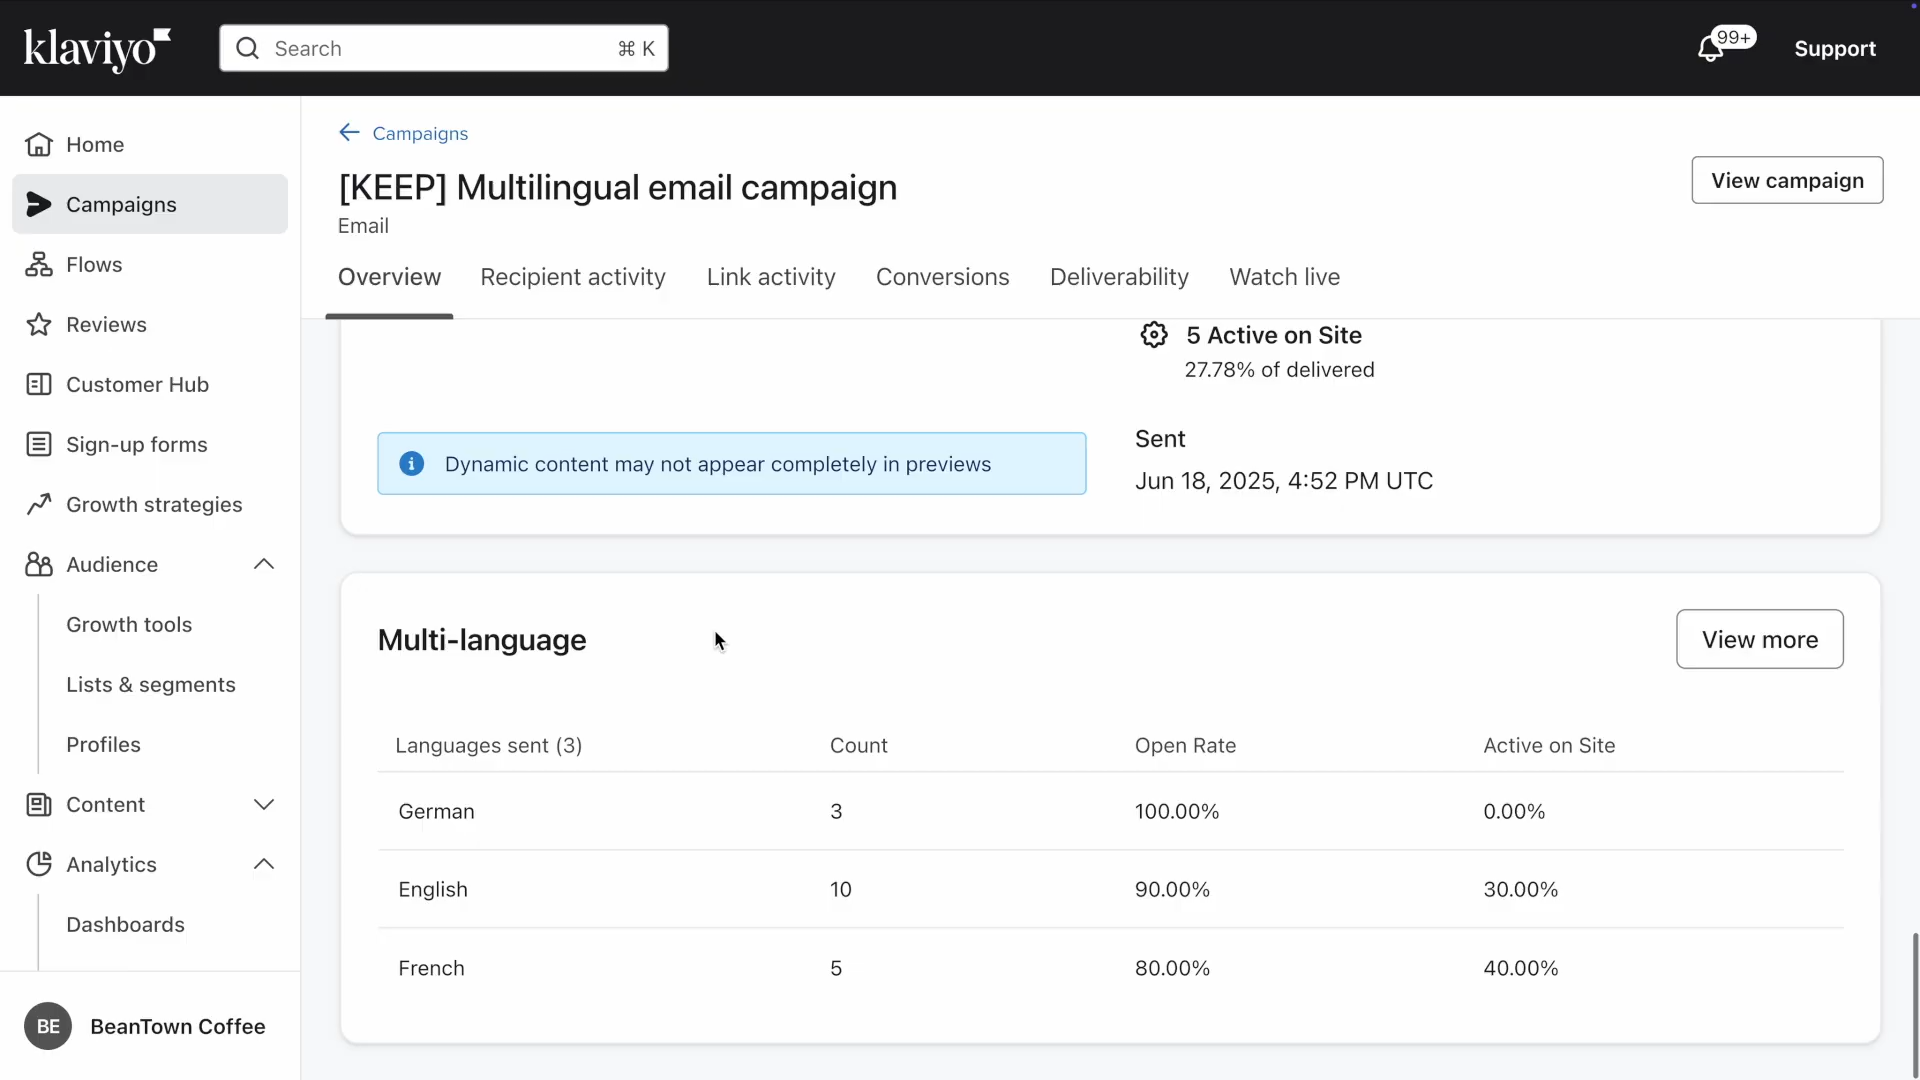 klaviyo
Search
⌘ K
99+
Support
Home
Campaigns
Flows
Reviews
Customer Hub
Sign-up forms
Growth strategies
Audience
Growth tools
Lists & segments
Profiles
Content
Analytics
Dashboards
BE
BeanTown Coffee
Campaigns
[KEEP] Multilingual email campaign
Email
View campaign
Overview Recipient activity Link activity Conversions Deliverability Watch live
5 Active on Site
27.78% of delivered
Dynamic content may not appear completely in previews
Sent
Jun 18, 2025, 4:52 PM UTC
Multi-language
View more
Languages sent (3) Count Open Rate Active on Site
German 3 100.00% 0.00%
English 10 90.00% 30.00%
French 5 80.00% 40.00%